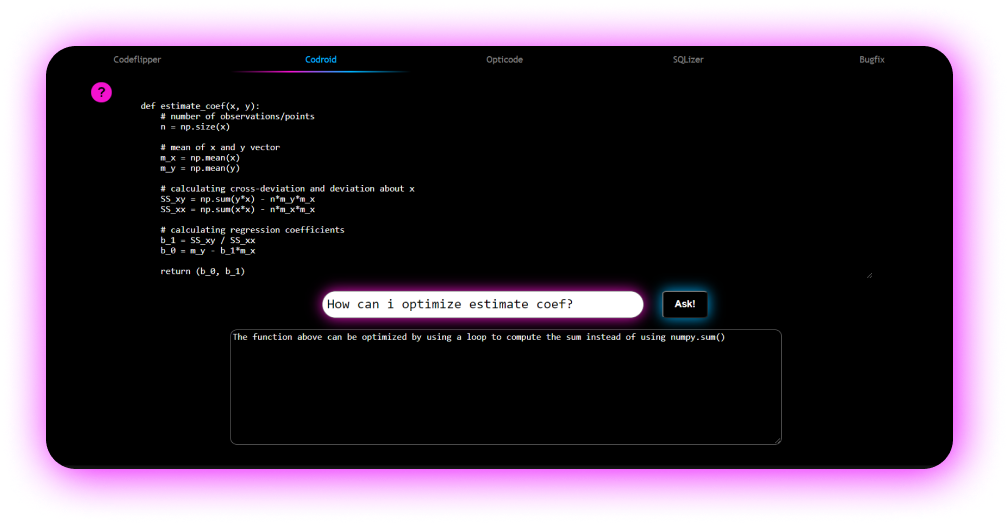 Codeflipper Codroid Opticode SQLizer Bugfix
?
def estimate_coef(x, y):
    # number of observations/points
    n = np.size(x)

    # mean of x and y vector
    m_x = np.mean(x)
    m_y = np.mean(y)

    # calculating cross-deviation and deviation about x
    SS_xy = np.sum(y*x) - n*m_y*m_x
    SS_xx = np.sum(x*x) - n*m_x*m_x

    # calculating regression coefficients
    b_1 = SS_xy / SS_xx
    b_0 = m_y - b_1*m_x

    return (b_0, b_1)
How can i optimize estimate coef? Ask!
The function above can be optimized by using a loop to compute the sum instead of using numpy.sum()